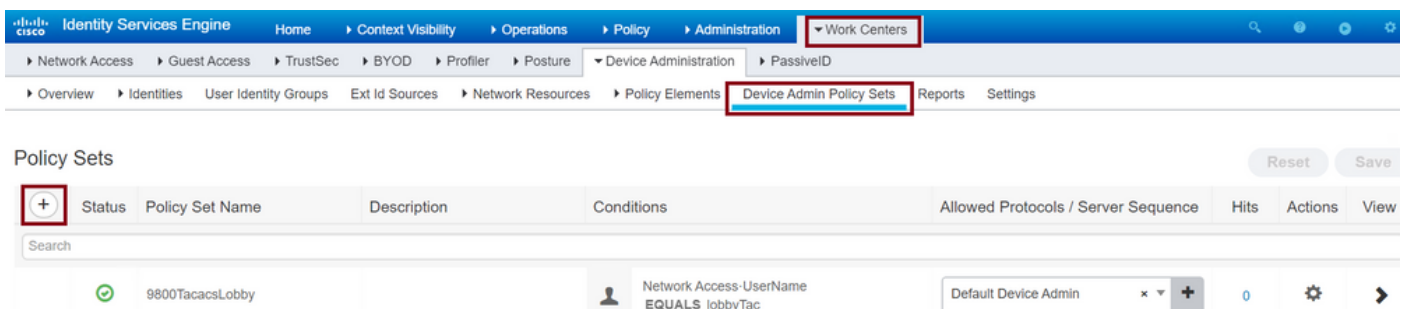 cisco Identity Services Engine Home Context Visibility Operations Policy Administration Work Centers
Network Access Guest Access TrustSec BYOD Profiler Posture Device Administration PassiveID
Overview Identities User Identity Groups Ext Id Sources Network Resources Policy Elements Device Admin Policy Sets Reports Settings
Policy Sets Reset Save
+ Status Policy Set Name Description Conditions Allowed Protocols / Server Sequence Hits Actions View
Search
9800TacacsLobby Network Access·UserName Default Device Admin × + 0
EQUALS lobbyTac